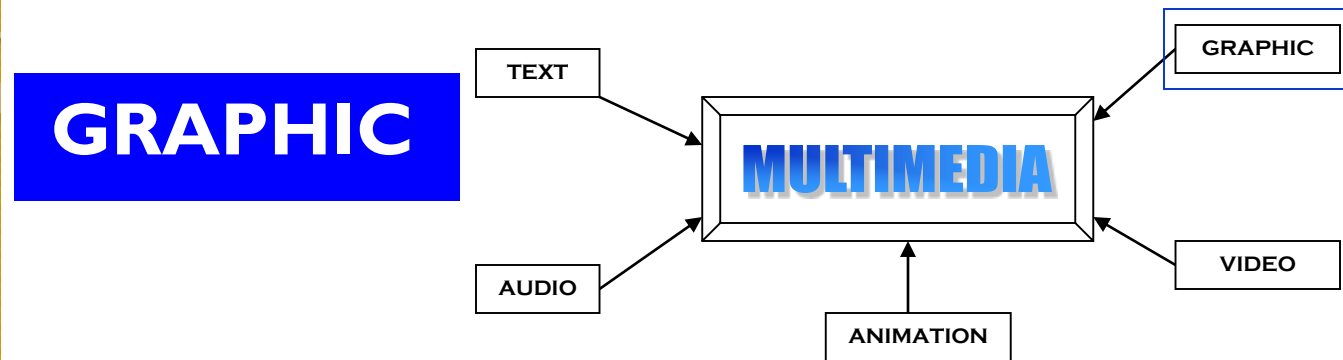 GRAPHIC
TEXT
GRAPHIC
MULTIMEDIA
AUDIO
VIDEO
ANIMATION